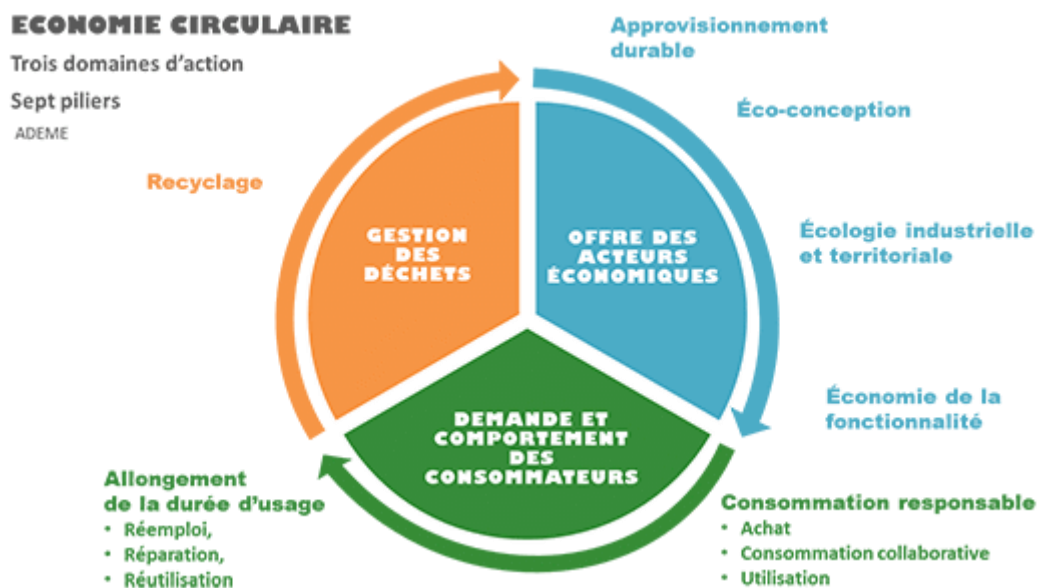 ECONOMIE CIRCULAIRE
Trois domaines d'action
Sept piliers
ADEME
Approvisionnement
durable
Éco-conception
Écologie industrielle
et territoriale
Économie de la
fonctionnalité
Recyclage
GESTION
DES
DÉCHETS
OFFRE DES
ACTEURS
ÉCONOMIQUES
DEMANDE ET
COMPORTEMENT
DES
CONSOMMATEURS
Consommation responsable
• Achat
• Consommation collaborative
• Utilisation
Allongement
de la durée d'usage
• Réemploi,
• Réparation,
• Réutilisation